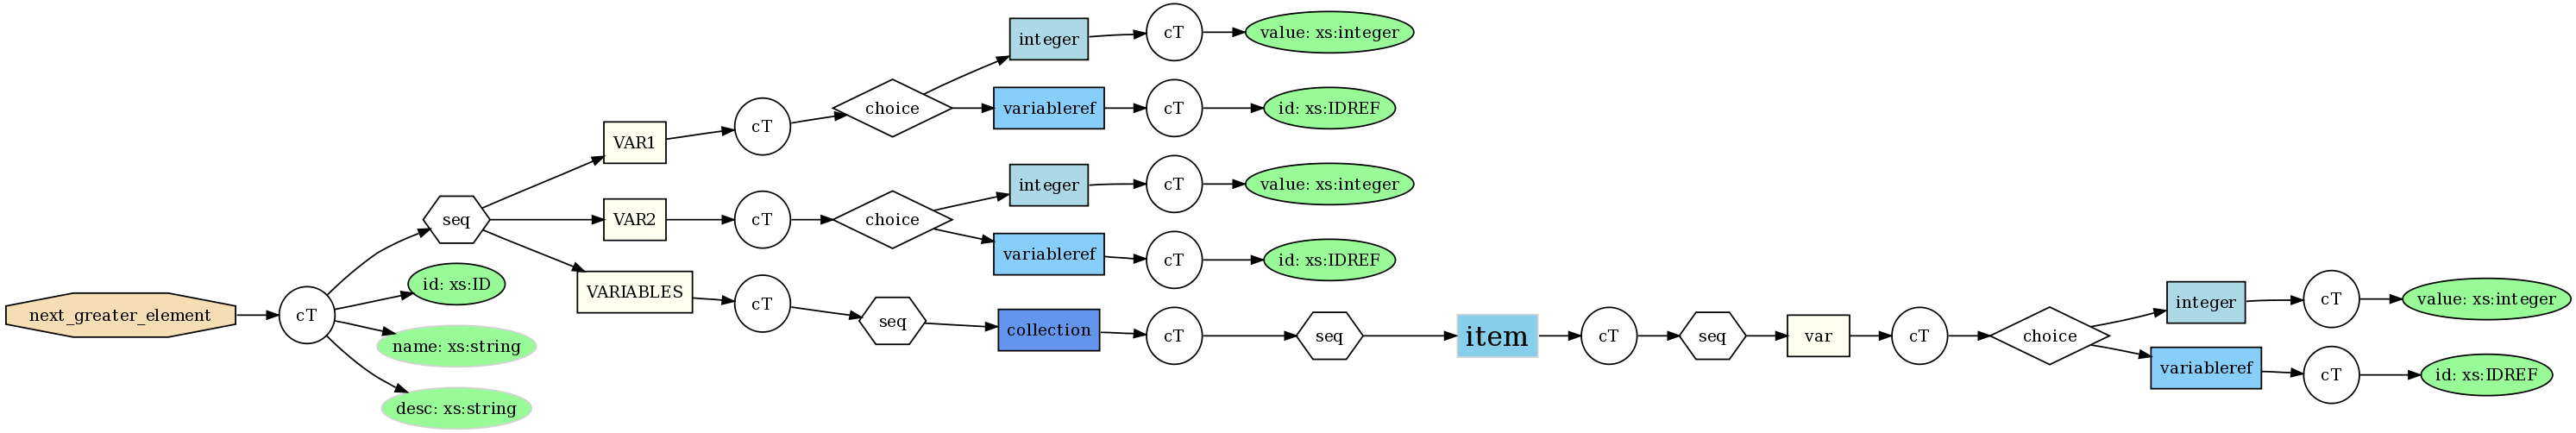 next_greater_element
cT
seq
VAR1
cT
choice
integer
cT
value: xs:integer
variableref
cT
id: xs:IDREF
VAR2
cT
choice
integer
cT
value: xs:integer
variableref
cT
id: xs:IDREF
VARIABLES
cT
seq
collection
cT
seq
item
cT
seq
var
cT
choice
integer
cT
value: xs:integer
variableref
cT
id: xs:IDREF
id: xs:ID
name: xs:string
desc: xs:string